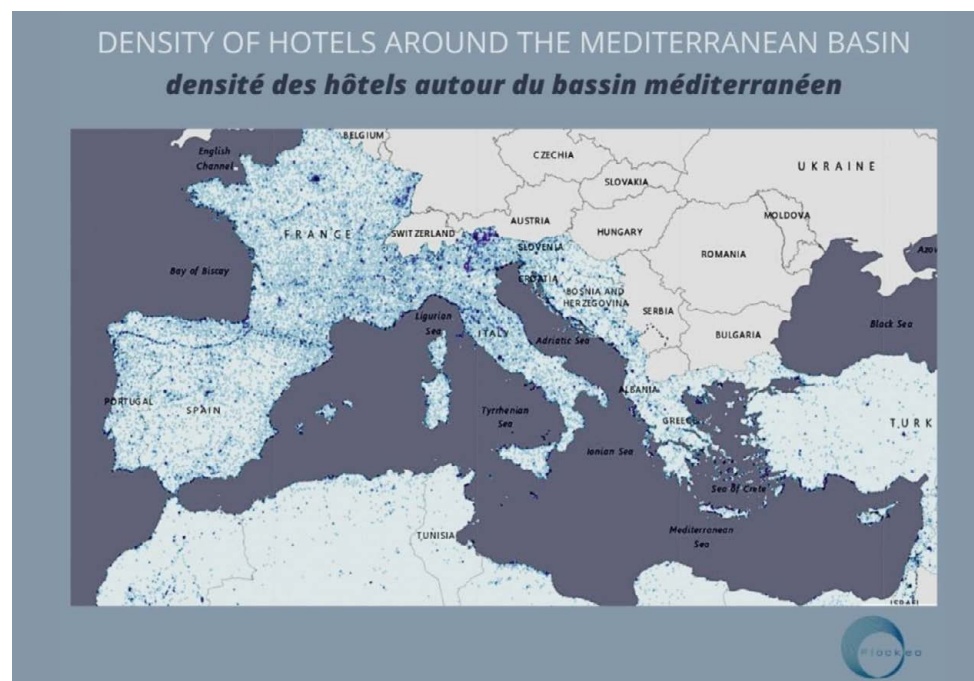 DENSITY OF HOTELS AROUND THE MEDITERRANEAN BASIN
densité des hôtels autour du bassin méditerranéen
BELGIUM
English
Channel
CZECHIA
UKRAINE
SLOVAKIA
MOLDOVA
AUSTRIA
FRANCE
SWITZERLAND
HUNGARY
SLOVENIA
ROMANIA
Azov
Bay of Biscay
CROATIA
BOSNIA AND
HERZEGOVINA
SERBIA
Ligurian
Sea
ITALY
Adriatic Sea
BULGARIA
Black Sea
ALBANIA
PORTUGAL
SPAIN
Tyrrhenian
Sea
GREECE
TURK
Ionian Sea
Sea of Crete
Mediterranean
Sea
TUNISIA
ISRAEL